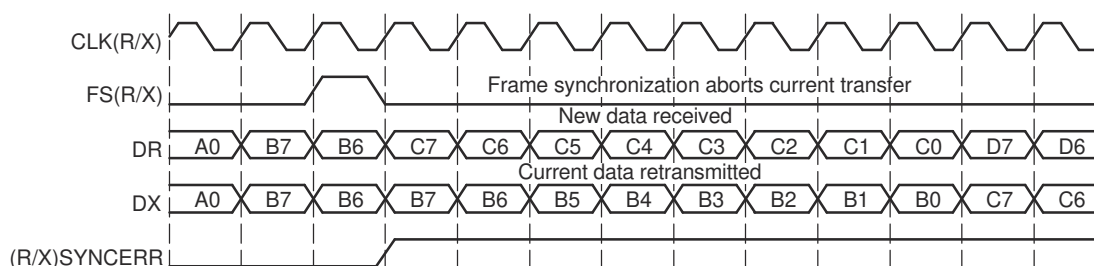 CLK(R/X)
FS(R/X) Frame synchronization aborts current transfer
New data received
DR A0 B7 B6 C7 C6 C5 C4 C3 C2 C1 C0 D7 D6
Current data retransmitted
DX A0 B7 B6 B7 B6 B5 B4 B3 B2 B1 B0 C7 C6
(R/X)SYNCERR